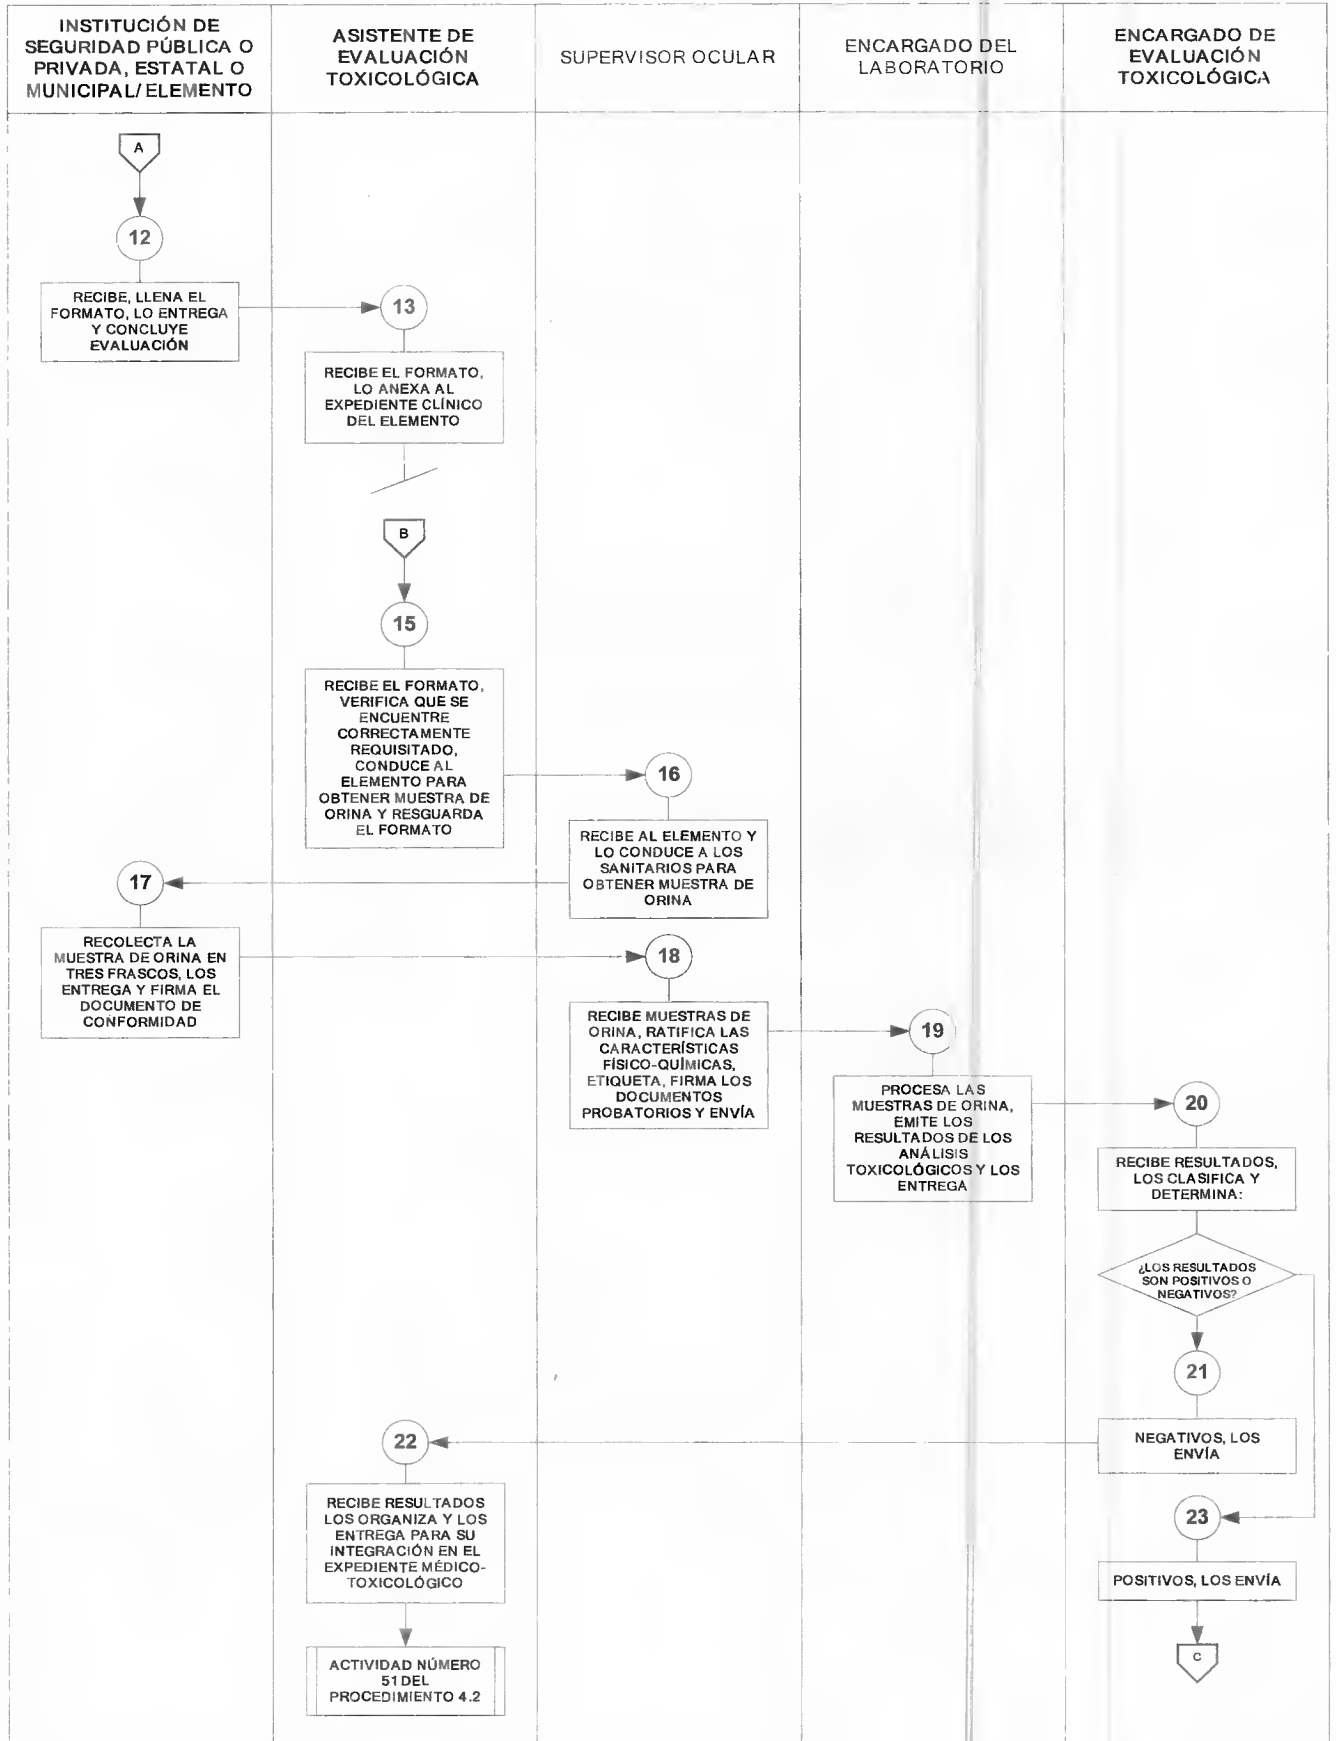 INSTITUCIÓN DE
SEGURIDAD PÚBLICA O
PRIVADA, ESTATAL O
MUNICIPAL/ ELEMENTO
ASISTENTE DE
EVALUACIÓN
TOXICOLÓGICA
SUPERVISOR OCULAR
ENCARGADO DEL
LABORATORIO
ENCARGADO DE
EVALUACIÓN
TOXICOLÓGICA
A
12
RECIBE, LLENA EL
FORMATO, LO ENTREGA
Y CONCLUYE
EVALUACIÓN
13
RECIBE EL FORMATO,
LO ANEXA AL
EXPEDIENTE CLÍNICO
DEL ELEMENTO
B
15
RECIBE EL FORMATO,
VERIFICA QUE SE
ENCUENTRE
CORRECTAMENTE
REQUISITADO,
CONDUCE AL
ELEMENTO PARA
OBTENER MUESTRA DE
ORINA Y RESGUARDA
EL FORMATO
16
RECIBE AL ELEMENTO Y
LO CONDUCE A LOS
SANITARIOS PARA
OBTENER MUESTRA DE
ORINA
17
RECOLECTA LA
MUESTRA DE ORINA EN
TRES FRASCOS, LOS
ENTREGA Y FIRMA EL
DOCUMENTO DE
CONFORMIDAD
18
RECIBE MUESTRAS DE
ORINA, RATIFICA LAS
CARACTERÍSTICAS
FÍSICO-QUÍMICAS,
ETIQUETA, FIRMA LOS
DOCUMENTOS
PROBATORIOS Y ENVÍA
19
PROCESA LAS
MUESTRAS DE ORINA,
EMITE LOS
RESULTADOS DE LOS
ANÁLISIS
TOXICOLÓGICOS Y LOS
ENTREGA
20
RECIBE RESULTADOS,
LOS CLASIFICA Y
DETERMINA:
¿LOS RESULTADOS
SON POSITIVOS O
NEGATIVOS?
21
NEGATIVOS, LOS
ENVÍA
22
RECIBE RESULTADOS
LOS ORGANIZA Y LOS
ENTREGA PARA SU
INTEGRACIÓN EN EL
EXPEDIENTE MÉDICO-
TOXICOLÓGICO
ACTIVIDAD NÚMERO
51 DEL
PROCEDIMIENTO 4.2
23
POSITIVOS, LOS ENVÍA
C